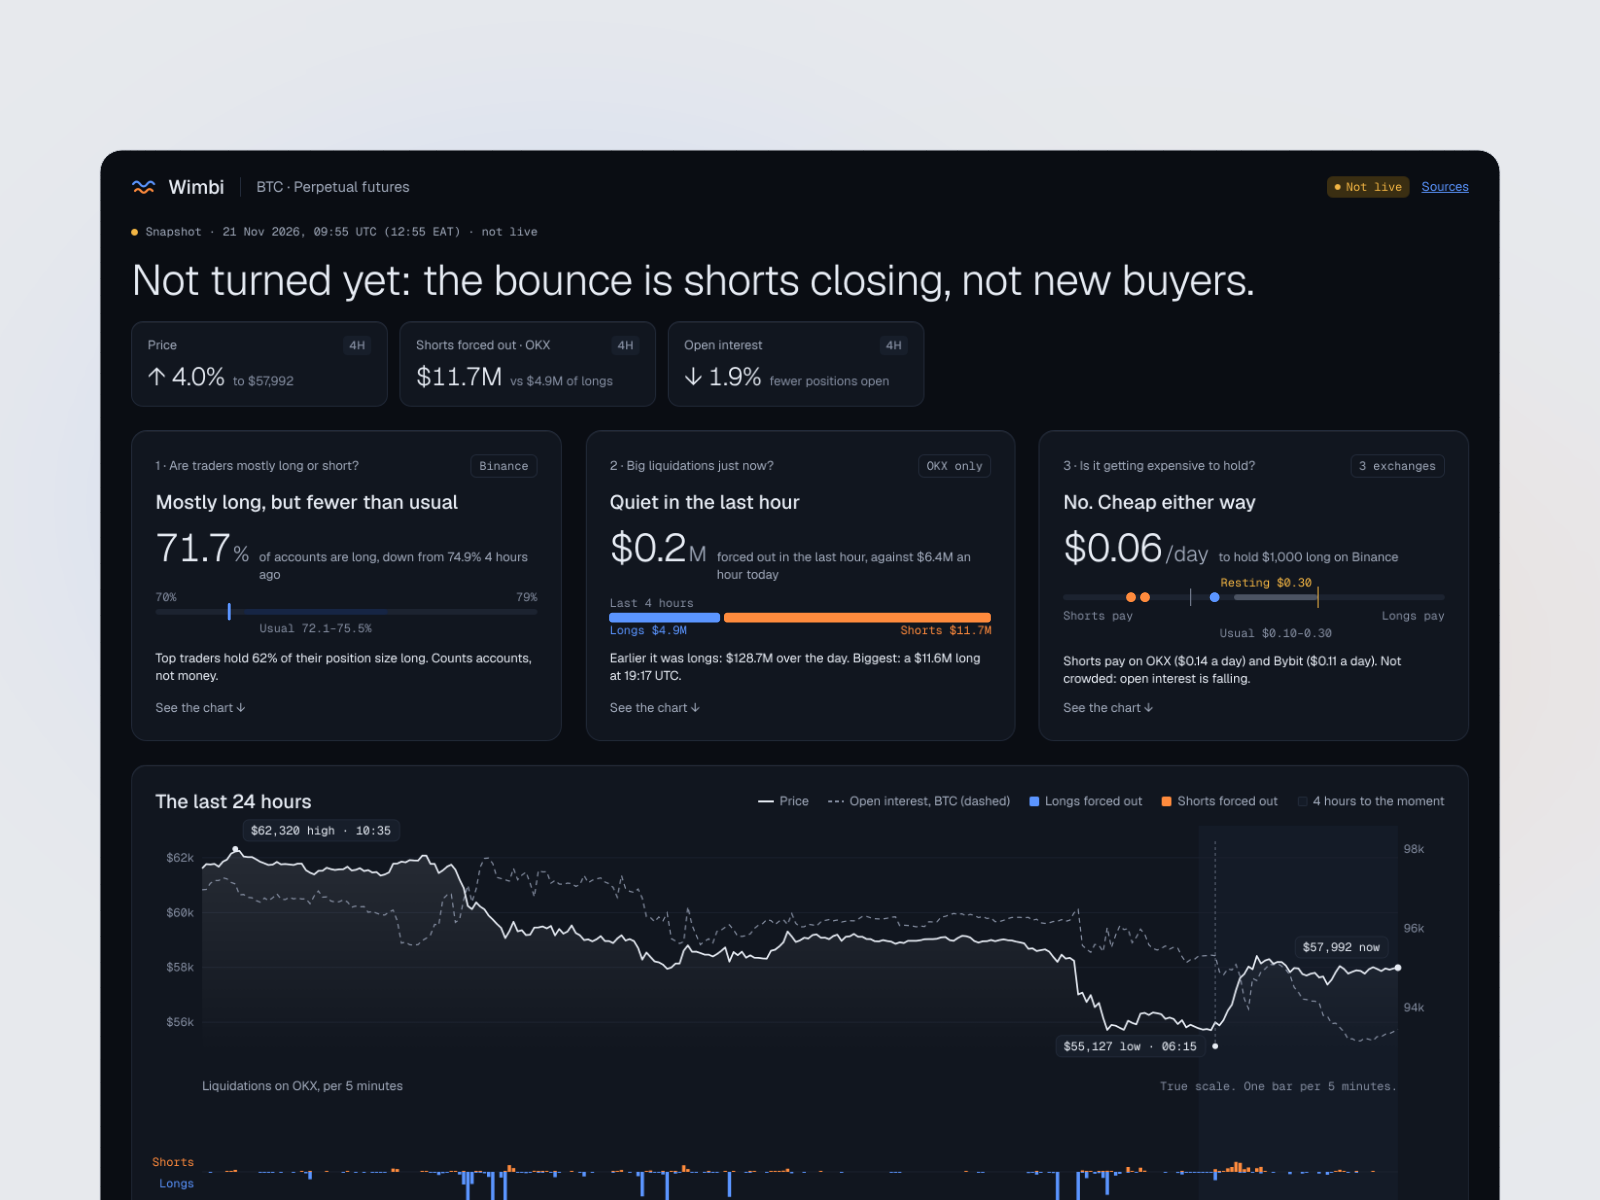 Wimbi
BTC · Perpetual futures
Not live
Sources
Snapshot · 21 Nov 2026, 09:55 UTC (12:55 EAT) · not live
Not turned yet: the bounce is shorts closing, not new buyers.
Price
4H
↑ 4.0% to $57,992
Shorts forced out · OKX
4H
$11.7M vs $4.9M of longs
Open interest
4H
↓ 1.9% fewer positions open
1 · Are traders mostly long or short?
Binance
Mostly long, but fewer than usual
71.7% of accounts are long, down from 74.9% 4 hours
ago
70%
79%
Usual 72.1–75.5%
Top traders hold 62% of their position size long. Counts accounts,
not money.
See the chart ↓
2 · Big liquidations just now?
OKX only
Quiet in the last hour
$0.2M forced out in the last hour, against $6.4M an
hour today
Last 4 hours
Longs $4.9M
Shorts $11.7M
Earlier it was longs: $128.7M over the day. Biggest: a $11.6M long
at 19:17 UTC.
See the chart ↓
3 · Is it getting expensive to hold?
3 exchanges
No. Cheap either way
$0.06/day to hold $1,000 long on Binance
Resting $0.30
Shorts pay
Longs pay
Usual $0.10–0.30
Shorts pay on OKX ($0.14 a day) and Bybit ($0.11 a day). Not
crowded: open interest is falling.
See the chart ↓
The last 24 hours
Price
Open interest, BTC (dashed)
Longs forced out
Shorts forced out
4 hours to the moment
$62,320 high · 10:35
$62k
98k
$60k
96k
$57,992 now
$58k
94k
$56k
$55,127 low · 06:15
Liquidations on OKX, per 5 minutes
True scale. One bar per 5 minutes.
Shorts
Longs